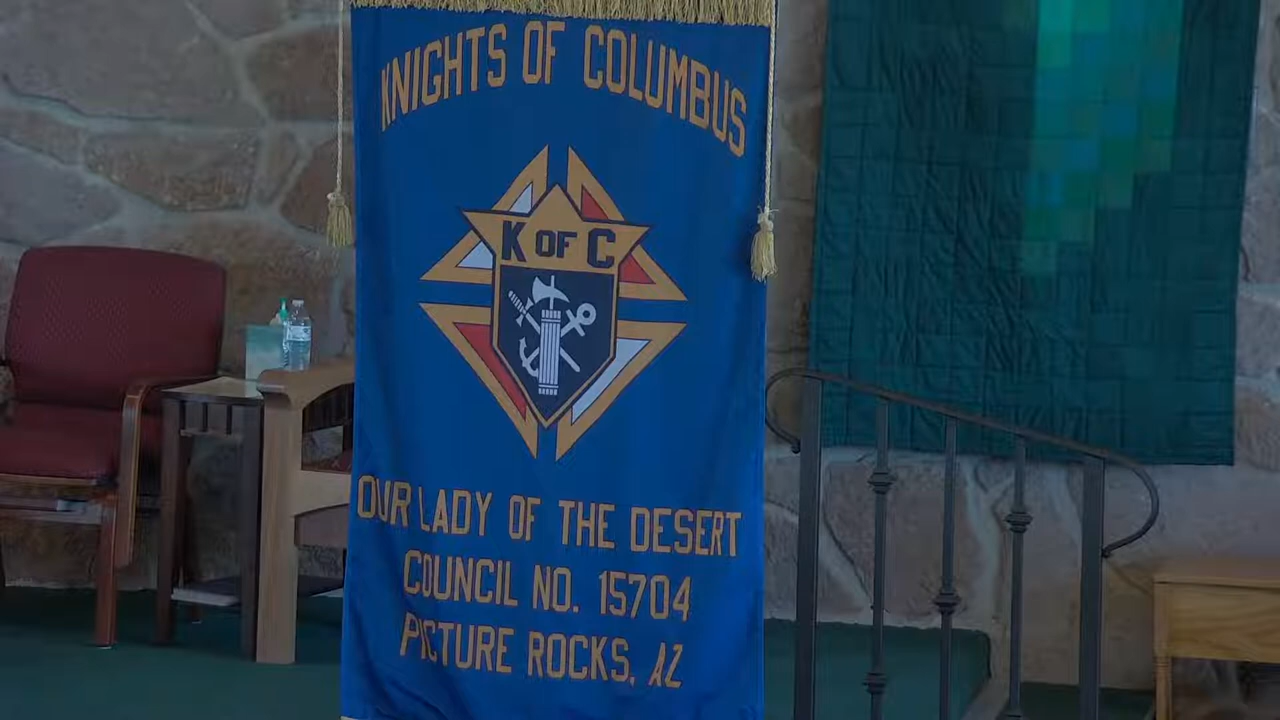 KNIGHTS OF COLUMBUS
K OF C
OUR LADY OF THE DESERT
COUNCIL NO. 15704
PICTURE ROCKS, AZ